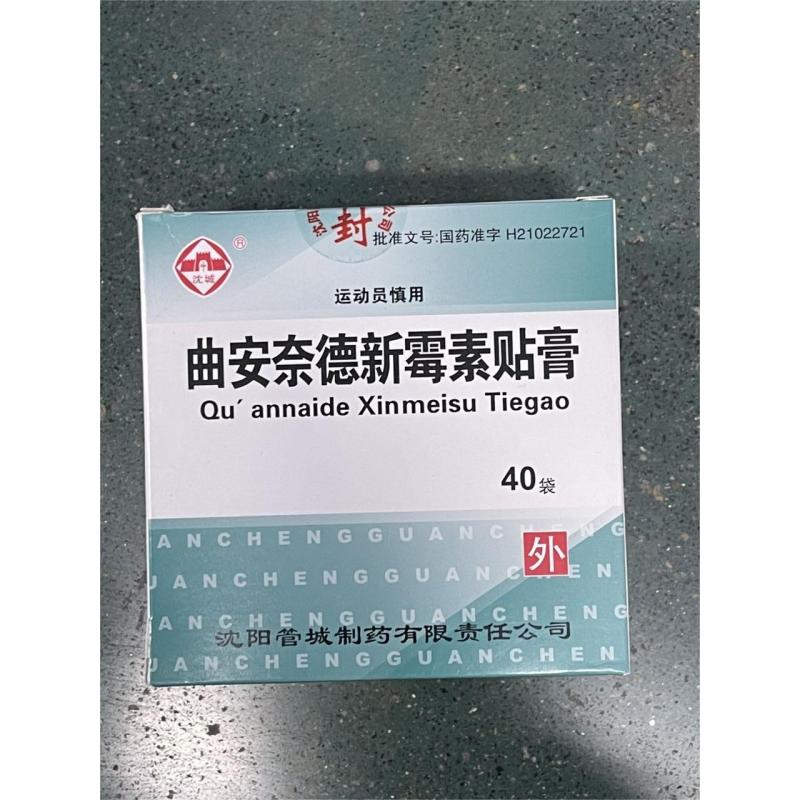 封
批准文号:国药准字 H21022721
沈城
®
运动员慎用
曲安奈德新霉素贴膏
Qu′ annaide Xinmeisu Tiegao
40袋
ANCHENGGUANCHENG
外
UANCHENGGUANCHEN
ANCHENGGUANCHENG
沈阳管城制药有限责任公司
UANCHENGGUANCHEN